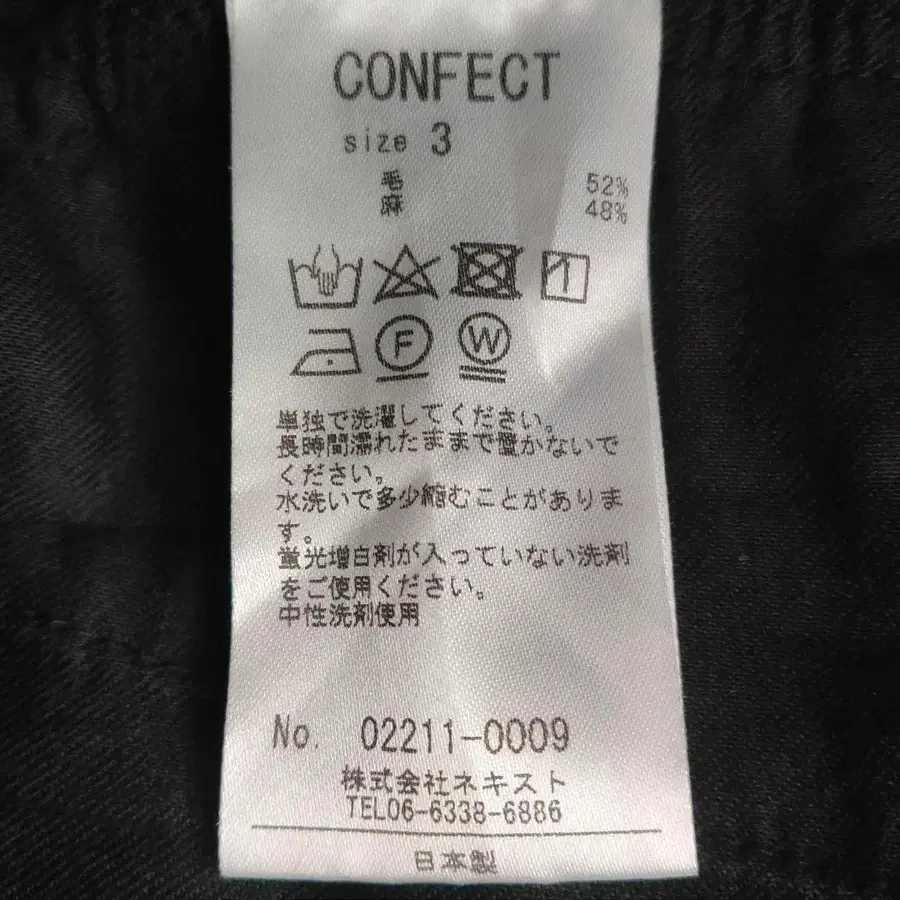 CONFECT
size 3
毛 52%
麻 48%
F W
単独で洗濯してください。
長時間濡れたままで置かないで
ください。
水洗いで多少縮むことがありま
す。
蛍光増白剤が入っていない洗剤
をご使用ください。
中性洗剤使用
No. 02211-0009
株式会社ネキスト
TEL06-6338-6886
日本製